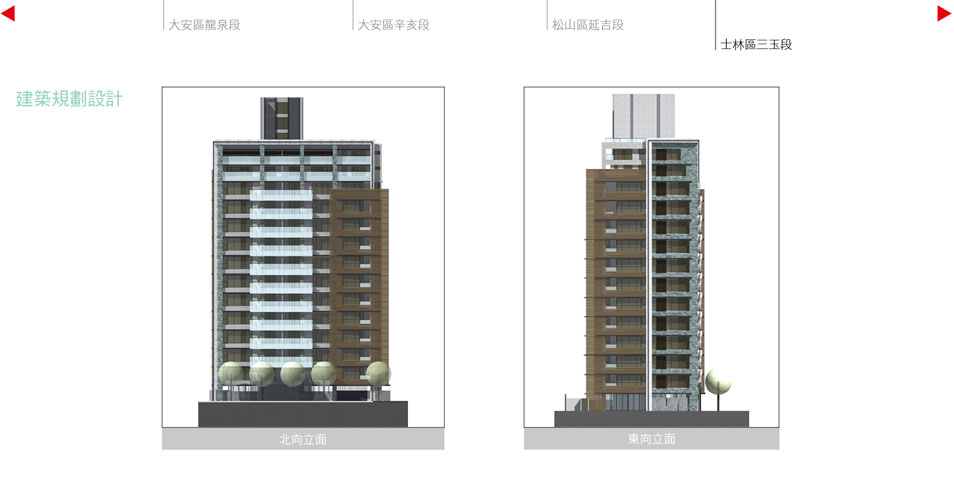 大安區龍泉段
大安區辛亥段
松山區延吉段
士林區三玉段
建築規劃設計
北向立面
東向立面